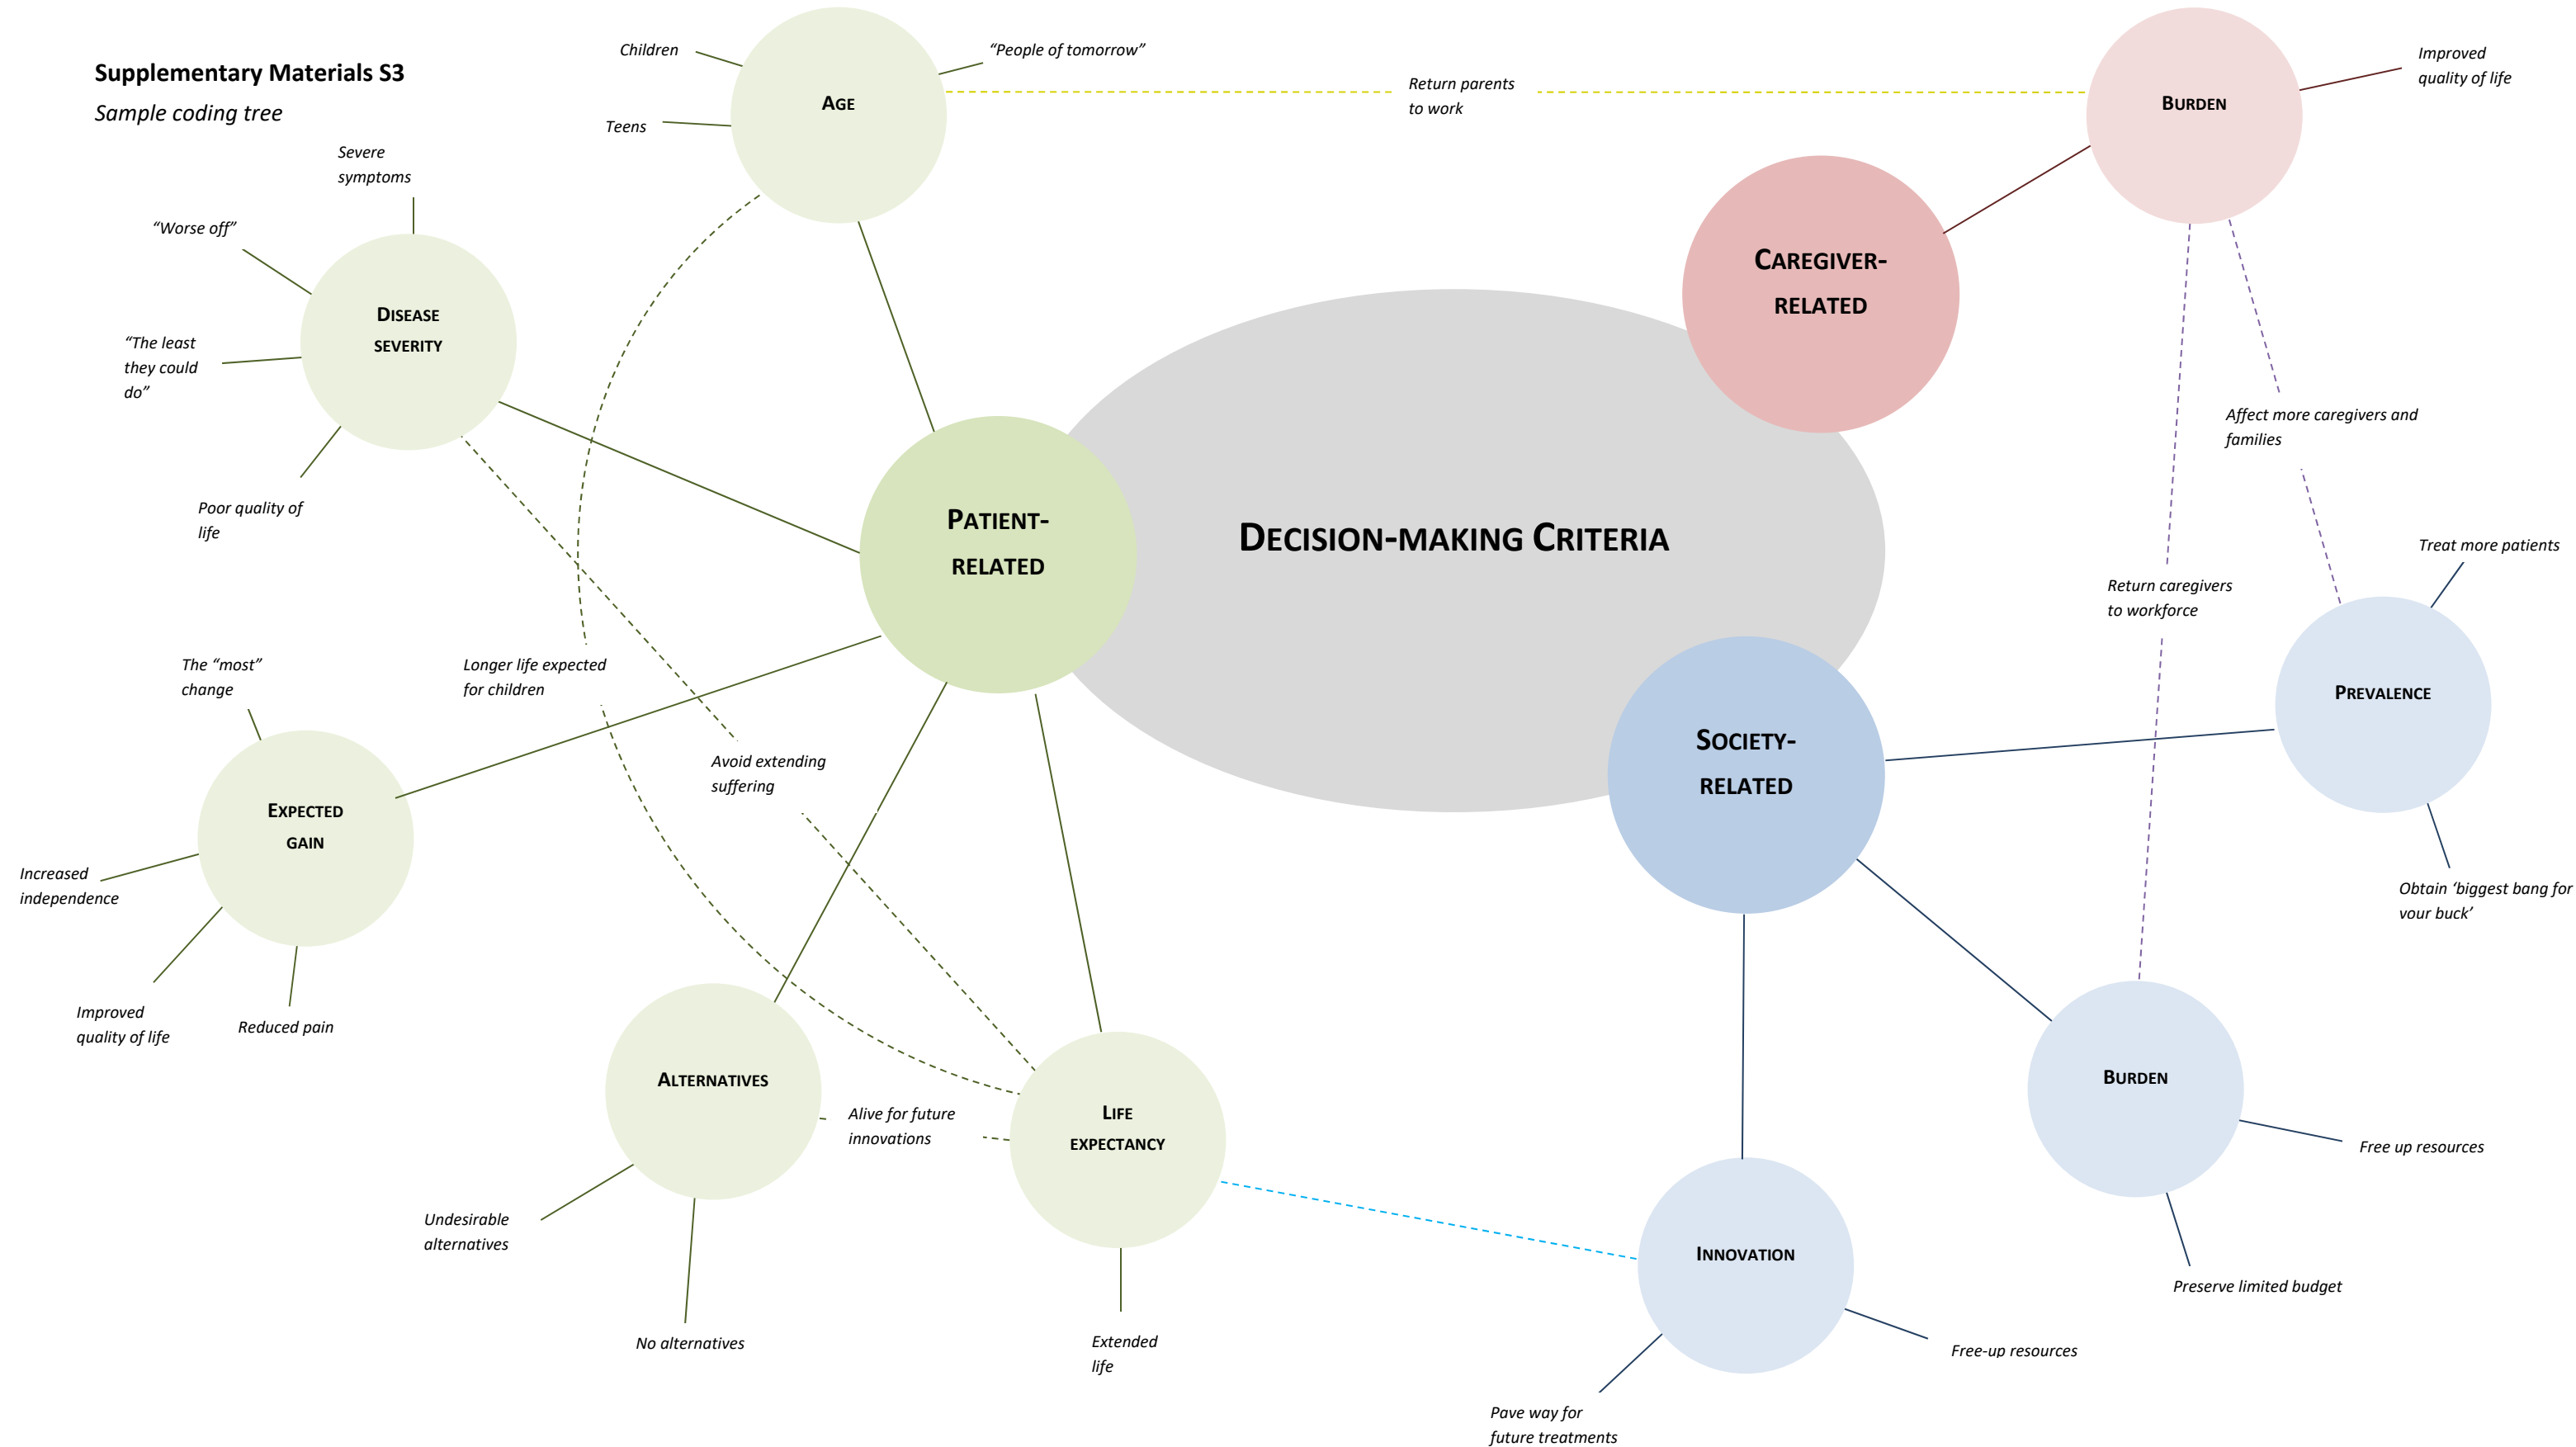 Supplementary Materials S3
Sample coding tree
Children
“People of tomorrow”
Teens
AGE
Return parents
to work
BURDEN
Improved
quality of life
Severe
symptoms
“Worse off”
“The least
they could
do”
Poor quality of
life
DISEASE
SEVERITY
CAREGIVER-
RELATED
Affect more caregivers and
families
PATIENT-
RELATED
DECISION-MAKING CRITERIA
Return caregivers
to workforce
Treat more patients
PREVALENCE
Obtain ‘biggest bang for
your buck’
SOCIETY-
RELATED
The “most”
change
Longer life expected
for children
Avoid extending
suffering
EXPECTED
GAIN
Increased
independence
Improved
quality of life
Reduced pain
ALTERNATIVES
Alive for future
innovations
LIFE
EXPECTANCY
Undesirable
alternatives
No alternatives
Extended
life
BURDEN
Free up resources
Preserve limited budget
INNOVATION
Free-up resources
Pave way for
future treatments